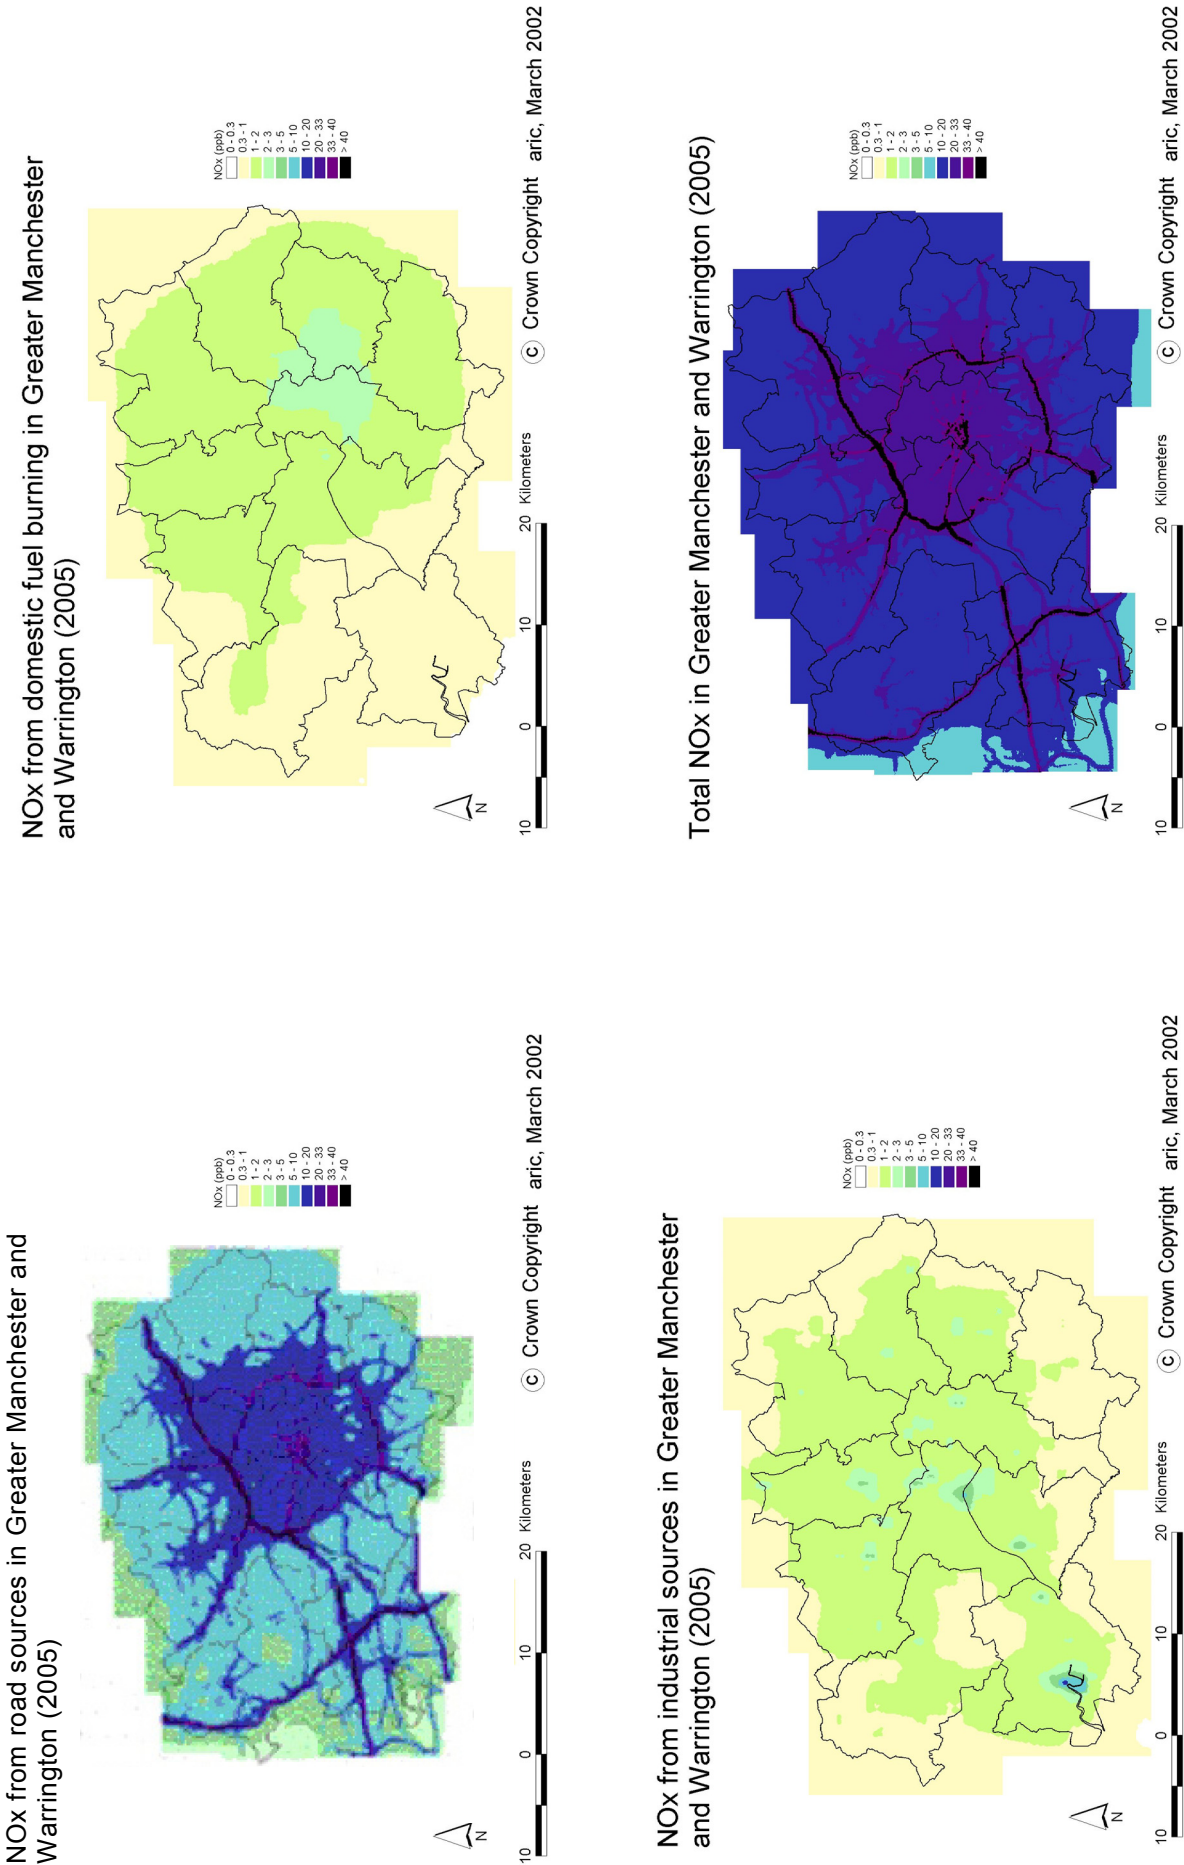 NOx from road sources in Greater Manchester and
Warrington (2005)
NOx (ppb)
0 - 0.3
0.3 - 1
1 - 2
2 - 3
3 - 5
5 - 10
10 - 20
20 - 33
33 - 40
> 40
N
10 0 10 20 Kilometers
© Crown Copyright aric, March 2002
NOx from domestic fuel burning in Greater Manchester
and Warrington (2005)
NOx (ppb)
0 - 0.3
0.3 - 1
1 - 2
2 - 3
3 - 5
5 - 10
10 - 20
20 - 33
33 - 40
> 40
N
10 0 10 20 Kilometers
© Crown Copyright aric, March 2002
NOx from industrial sources in Greater Manchester
and Warrington (2005)
NOx (ppb)
0 - 0.3
0.3 - 1
1 - 2
2 - 3
3 - 5
5 - 10
10 - 20
20 - 33
33 - 40
> 40
N
10 0 10 20 Kilometers
© Crown Copyright aric, March 2002
Total NOx in Greater Manchester and Warrington (2005)
NOx (ppb)
0 - 0.3
0.3 - 1
1 - 2
2 - 3
3 - 5
5 - 10
10 - 20
20 - 33
33 - 40
> 40
N
10 0 10 20 Kilometers
© Crown Copyright aric, March 2002